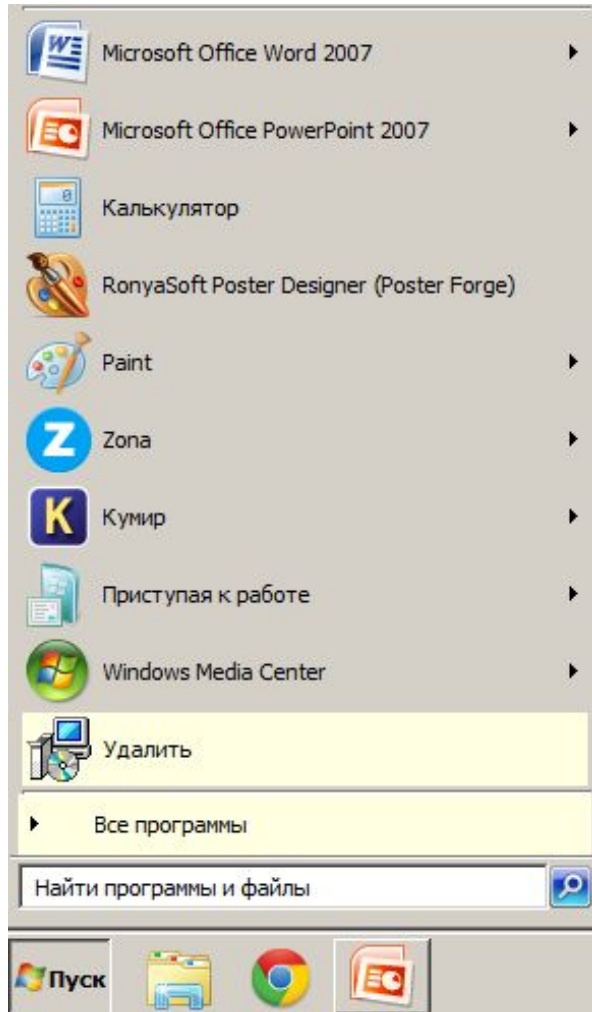 Microsoft Office Word 2007
Microsoft Office PowerPoint 2007
Калькулятор
RonyaSoft Poster Designer (Poster Forge)
Paint
Zona
Кумир
Приступая к работе
Windows Media Center
Удалить
Все программы
Найти программы и файлы
Пуск